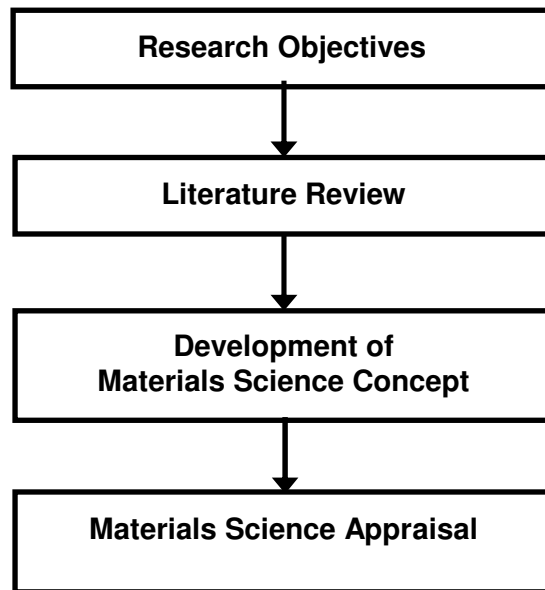 Research Objectives
Literature Review
Development of
Materials Science Concept
Materials Science Appraisal